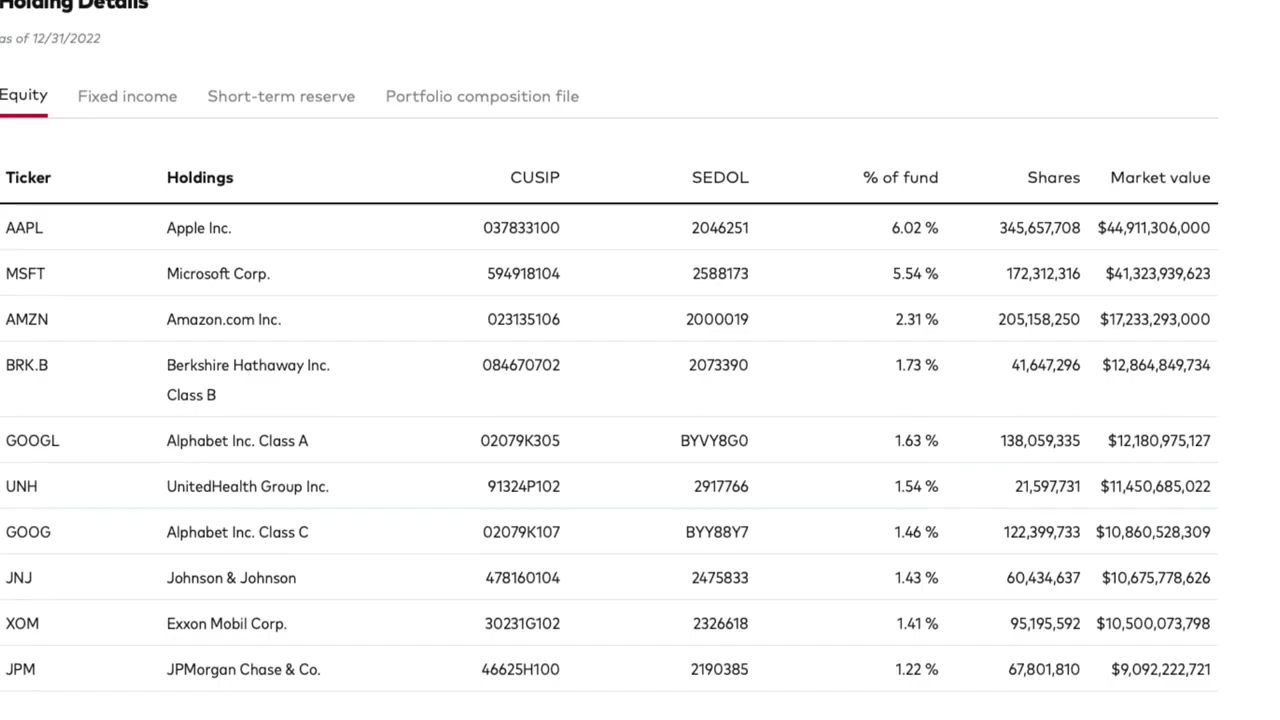 Holding Details
as of 12/31/2022
Equity Fixed income Short-term reserve Portfolio composition file
Ticker Holdings CUSIP SEDOL % of fund Shares Market value
AAPL Apple Inc. 037833100 2046251 6.02 % 345,657,708 $44,911,306,000
MSFT Microsoft Corp. 594918104 2588173 5.54 % 172,312,316 $41,323,939,623
AMZN Amazon.com Inc. 023135106 2000019 2.31 % 205,158,250 $17,233,293,000
BRK.B Berkshire Hathaway Inc. 084670702 2073390 1.73 % 41,647,296 $12,864,849,734
Class B
GOOGL Alphabet Inc. Class A 02079K305 BYVY8G0 1.63 % 138,059,335 $12,180,975,127
UNH UnitedHealth Group Inc. 91324P102 2917766 1.54 % 21,597,731 $11,450,685,022
GOOG Alphabet Inc. Class C 02079K107 BYY88Y7 1.46 % 122,399,733 $10,860,528,309
JNJ Johnson & Johnson 478160104 2475833 1.43 % 60,434,637 $10,675,778,626
XOM Exxon Mobil Corp. 30231G102 2326618 1.41 % 95,195,592 $10,500,073,798
JPM JPMorgan Chase & Co. 46625H100 2190385 1.22 % 67,801,810 $9,092,222,721